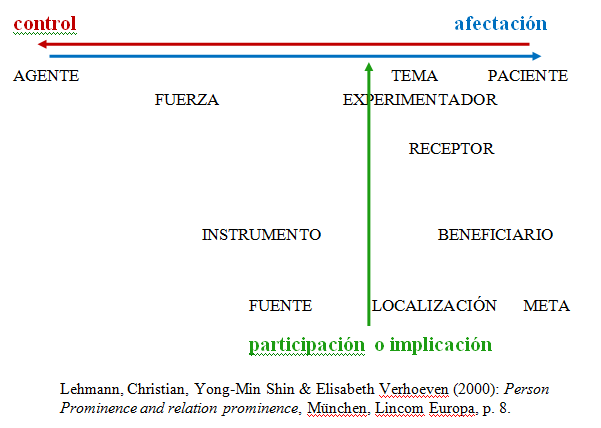 control afectación
AGENTE TEMA PACIENTE
FUERZA EXPERIMENTADOR
RECEPTOR
INSTRUMENTO BENEFICIARIO
FUENTE LOCALIZACIÓN META
participación o implicación
Lehmann, Christian, Yong-Min Shin & Elisabeth Verhoeven (2000): Person
Prominence and relation prominence, München, Lincom Europa, p. 8.